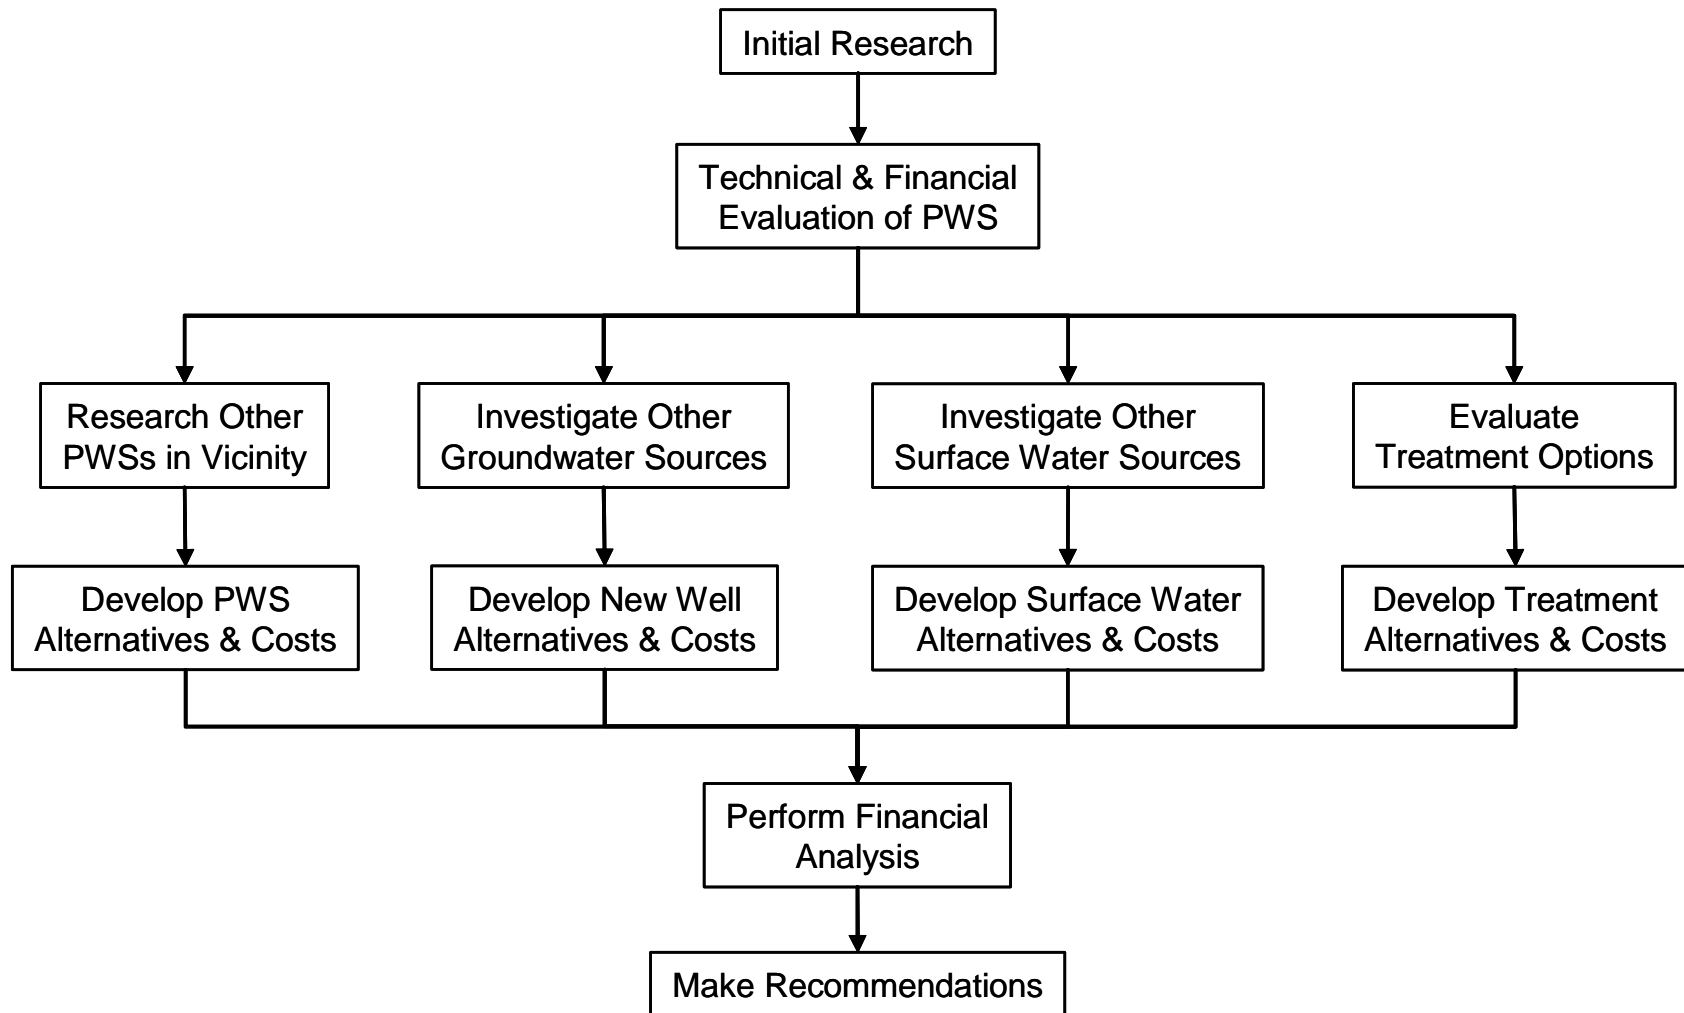 Initial Research
Technical & Financial
Evaluation of PWS
Research Other
PWSs in Vicinity
Investigate Other
Groundwater Sources
Investigate Other
Surface Water Sources
Evaluate
Treatment Options
Develop PWS
Alternatives & Costs
Develop New Well
Alternatives & Costs
Develop Surface Water
Alternatives & Costs
Develop Treatment
Alternatives & Costs
Perform Financial
Analysis
Make Recommendations